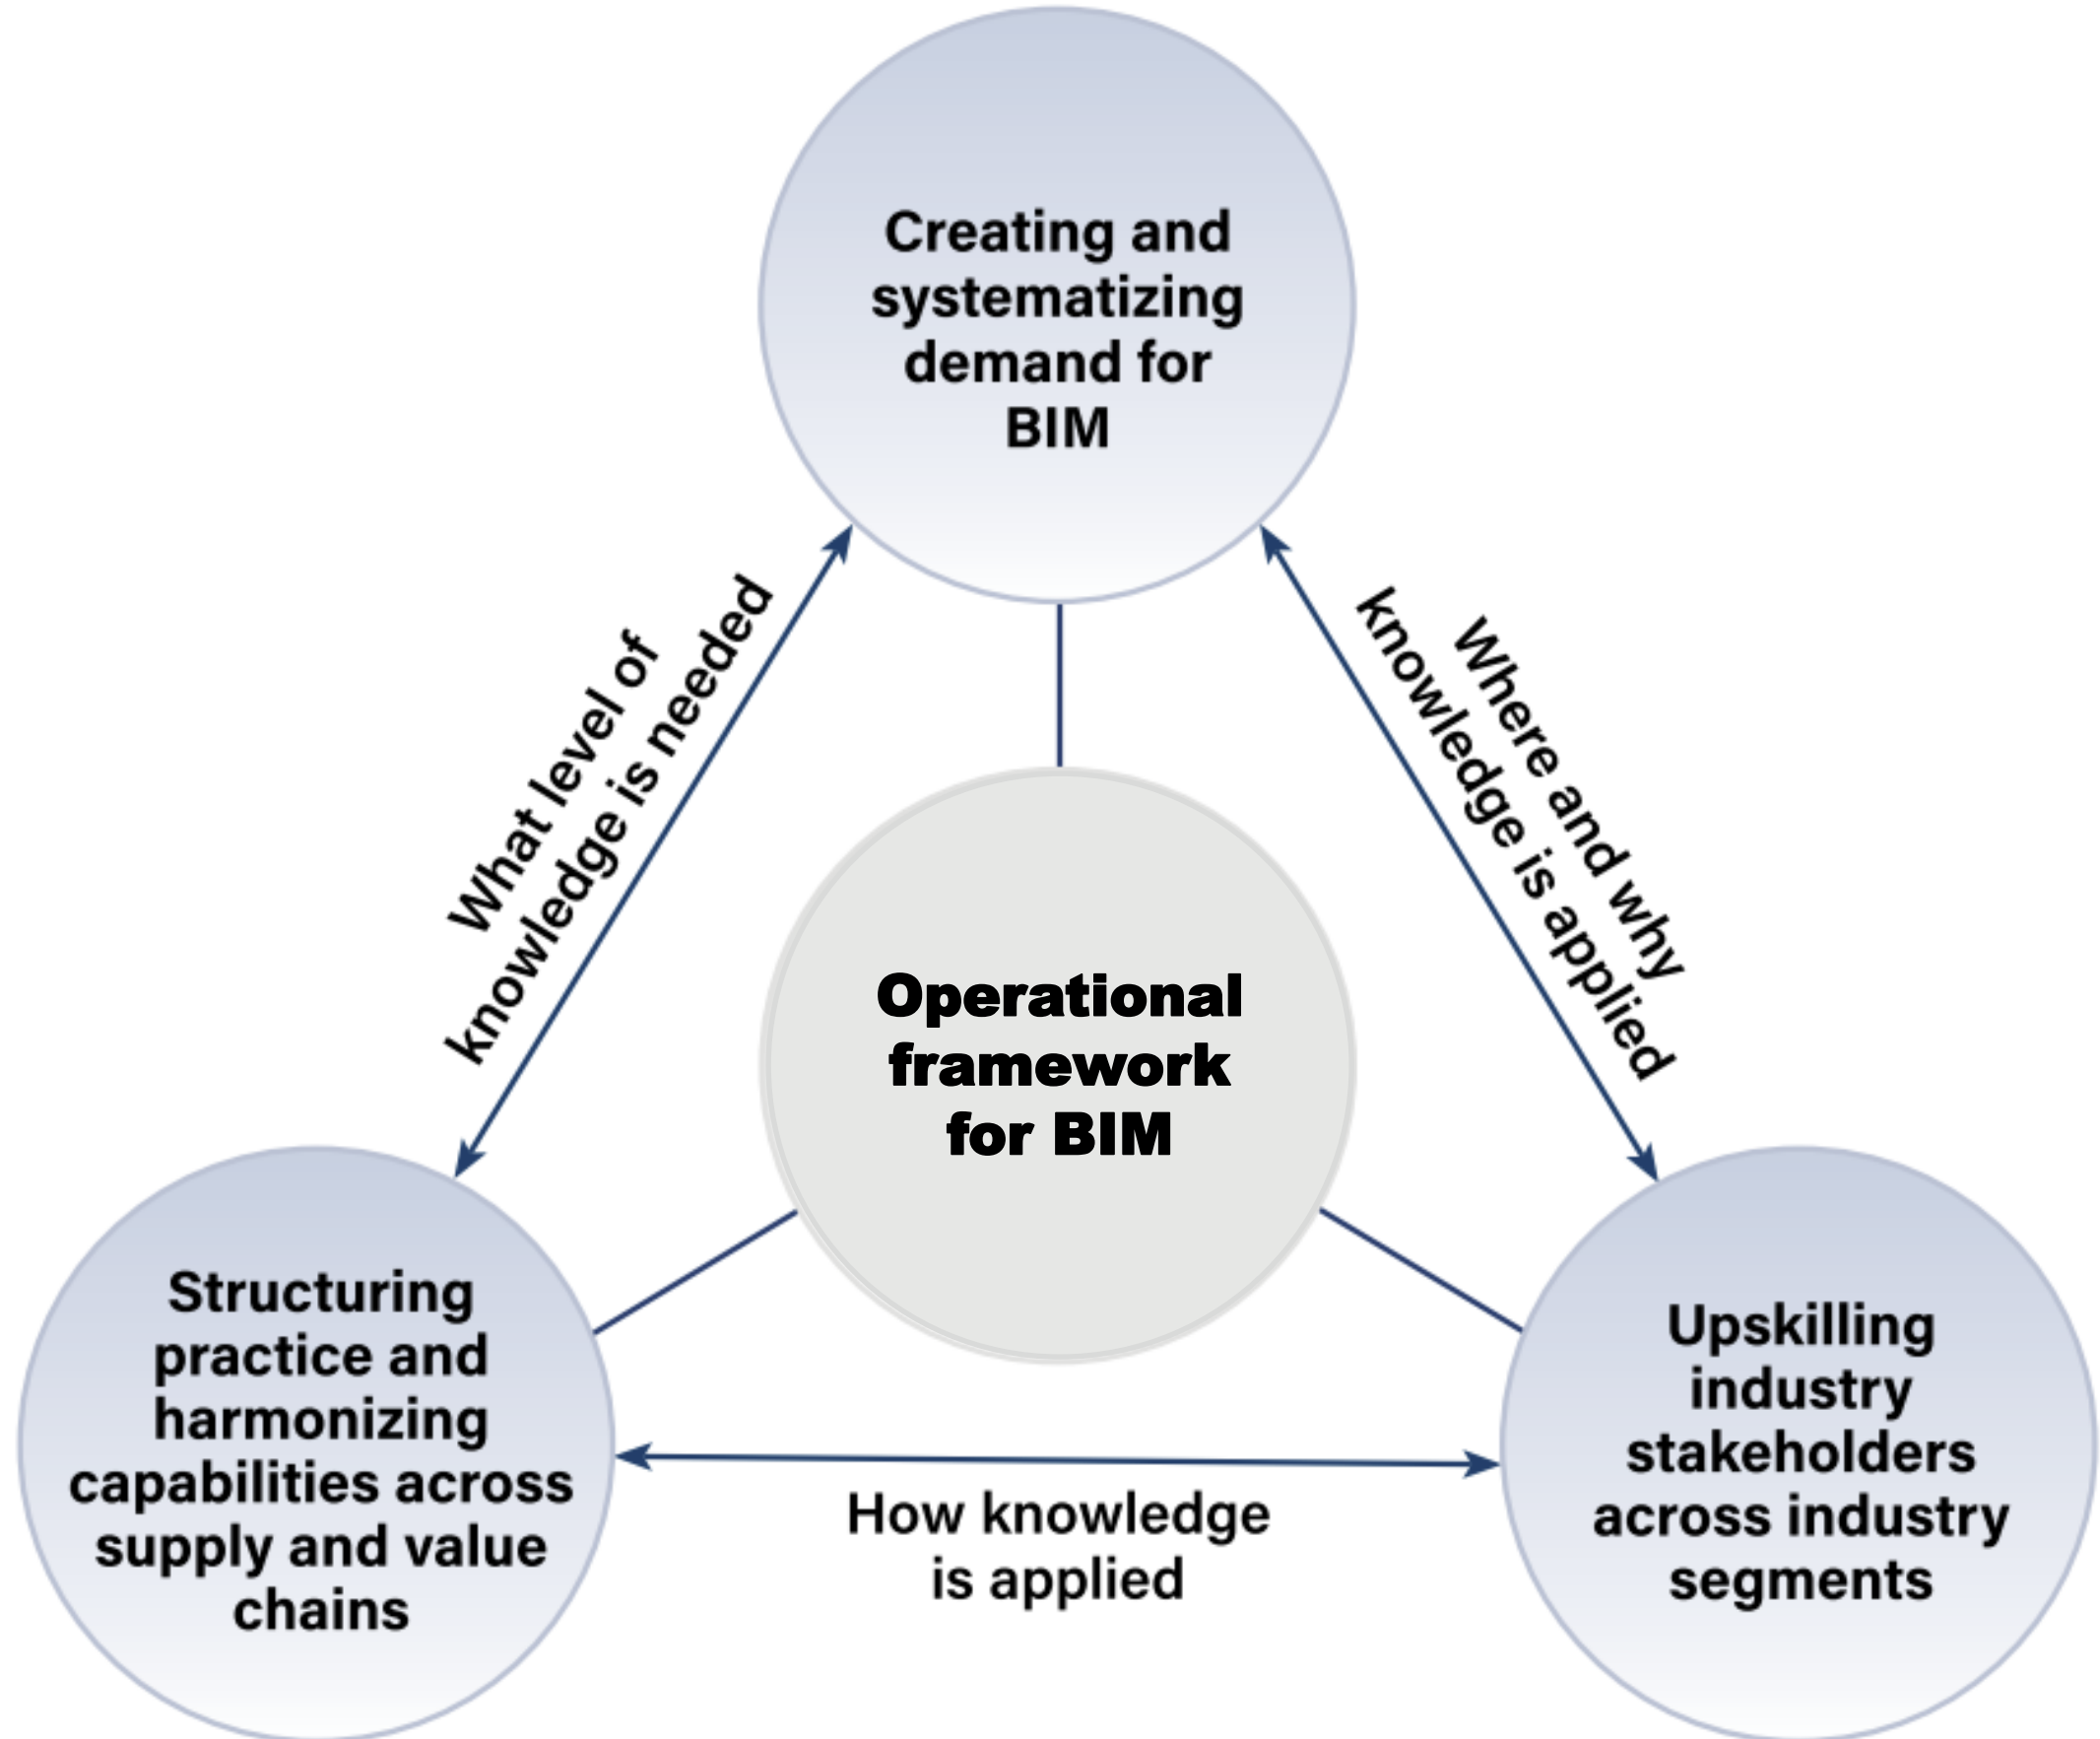 Creating and
systematizing
demand for
BIM
What level of
knowledge is needed
Where and why
knowledge is applied
Operational
framework
for BIM
Structuring
practice and
harmonizing
capabilities across
supply and value
chains
Upskilling
industry
stakeholders
across industry
segments
How knowledge
is applied